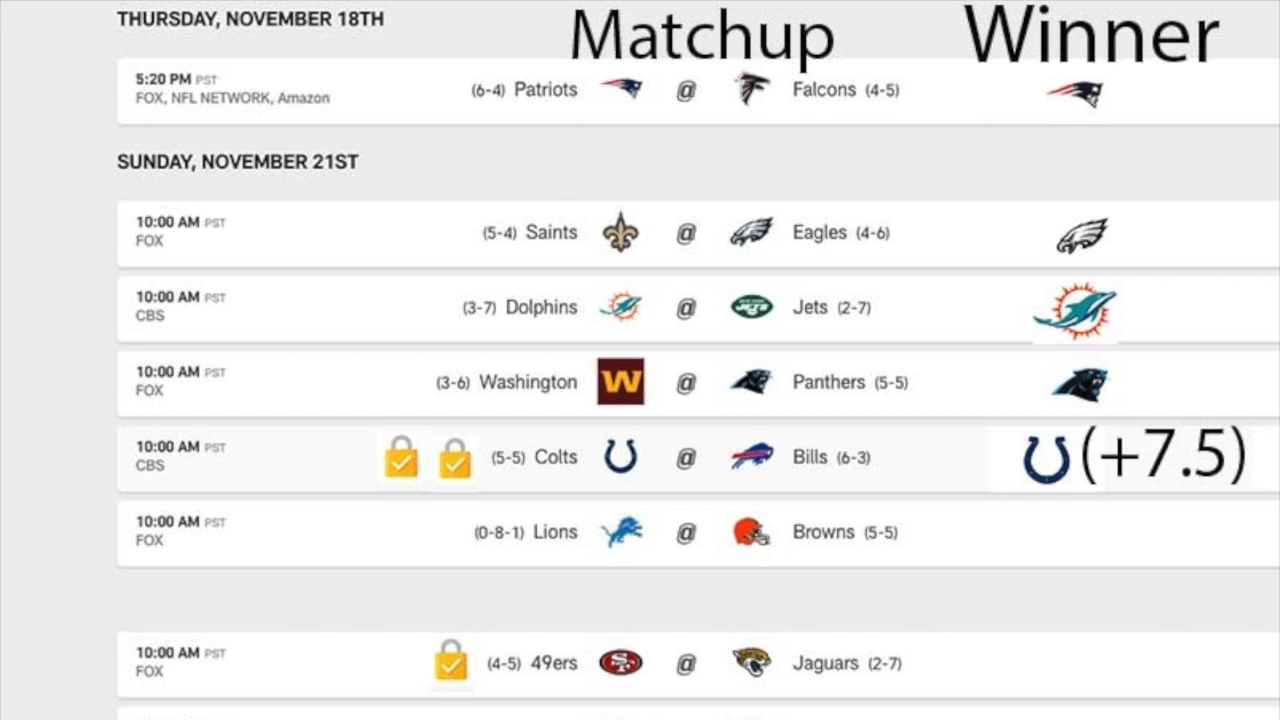 THURSDAY, NOVEMBER 18TH
Matchup Winner
5:20 PM PST
FOX, NFL NETWORK, Amazon
(6-4) Patriots @ Falcons (4-5)
SUNDAY, NOVEMBER 21ST
10:00 AM PST
FOX
(5-4) Saints @ Eagles (4-6)
10:00 AM PST
CBS
(3-7) Dolphins @ Jets (2-7)
10:00 AM PST
FOX
(3-6) Washington W @ Panthers (5-5)
10:00 AM PST
CBS
(5-5) Colts @ Bills (6-3) (+7.5)
10:00 AM PST
FOX
(0-8-1) Lions @ Browns (5-5)
10:00 AM PST
FOX
(4-5) 49ers @ Jaguars (2-7)